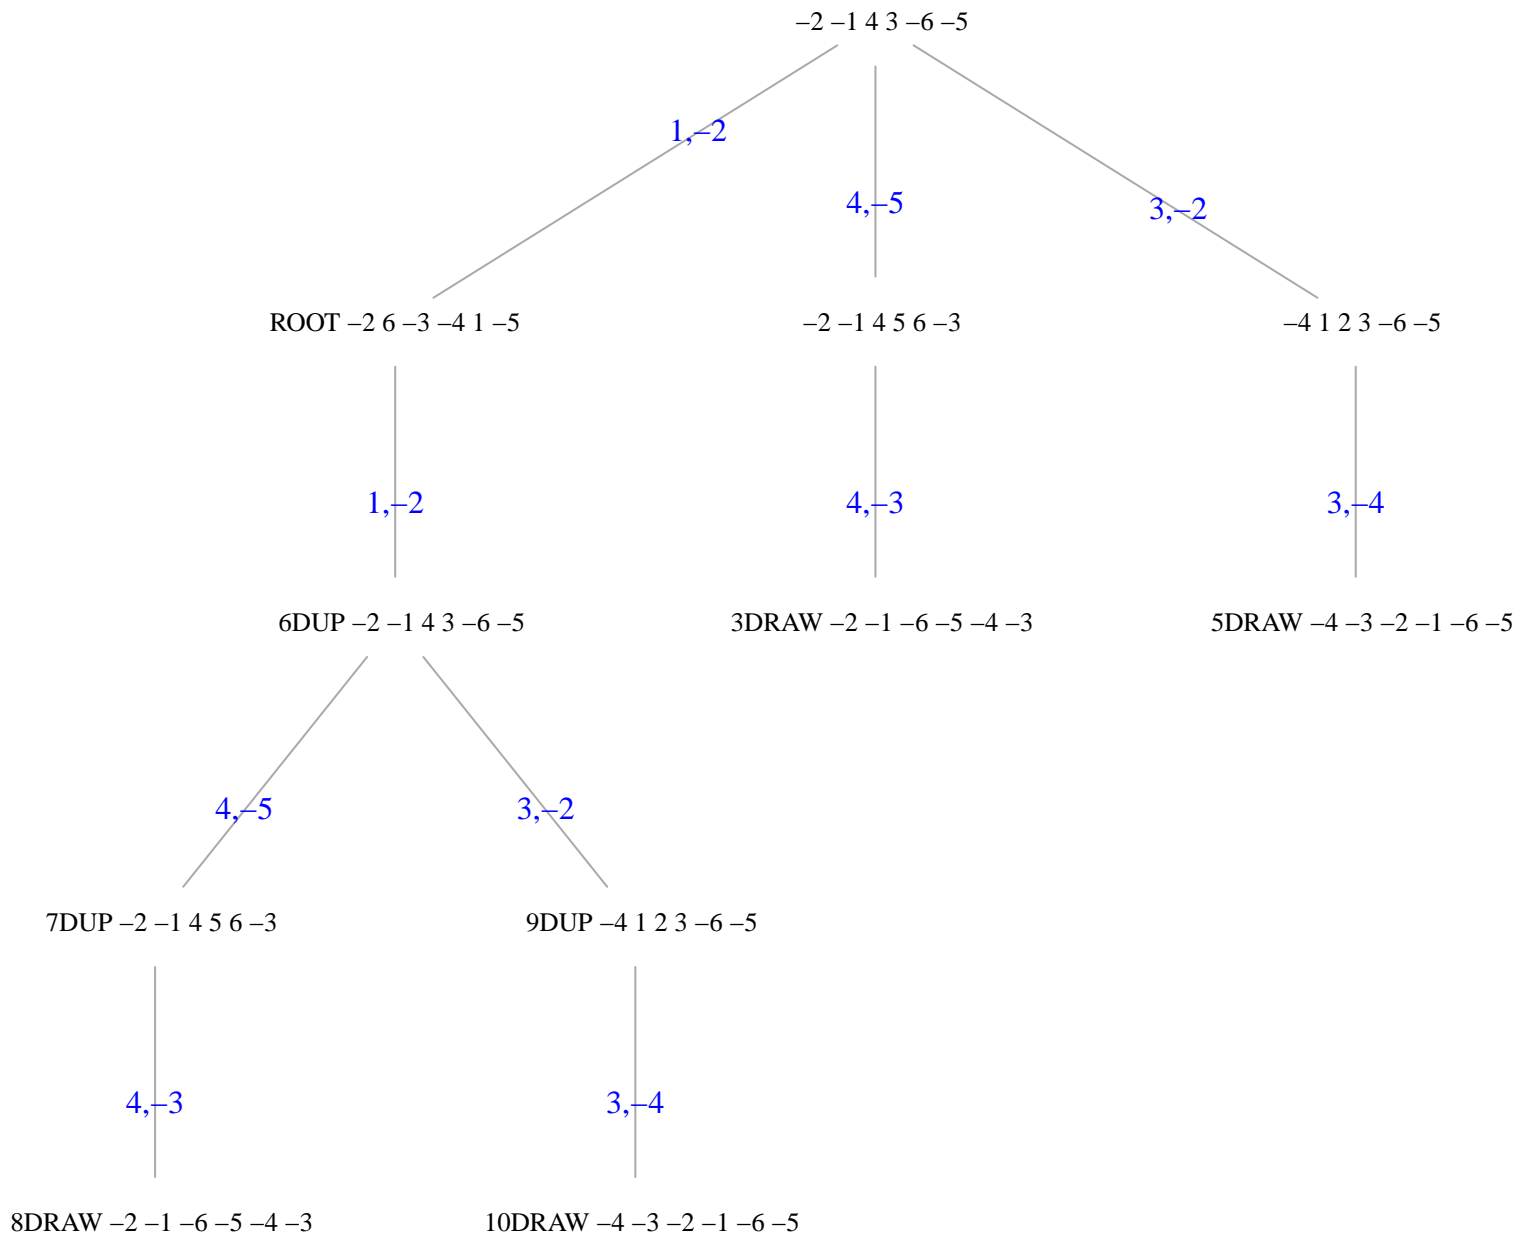 –2 –1 4 3 –6 –5
1,–2
4,–5
3,–2
ROOT –2 6 –3 –4 1 –5
–2 –1 4 5 6 –3
–4 1 2 3 –6 –5
1,–2
4,–3
3,–4
6DUP –2 –1 4 3 –6 –5
3DRAW –2 –1 –6 –5 –4 –3
5DRAW –4 –3 –2 –1 –6 –5
4,–5
3,–2
7DUP –2 –1 4 5 6 –3
9DUP –4 1 2 3 –6 –5
4,–3
3,–4
8DRAW –2 –1 –6 –5 –4 –3
10DRAW –4 –3 –2 –1 –6 –5